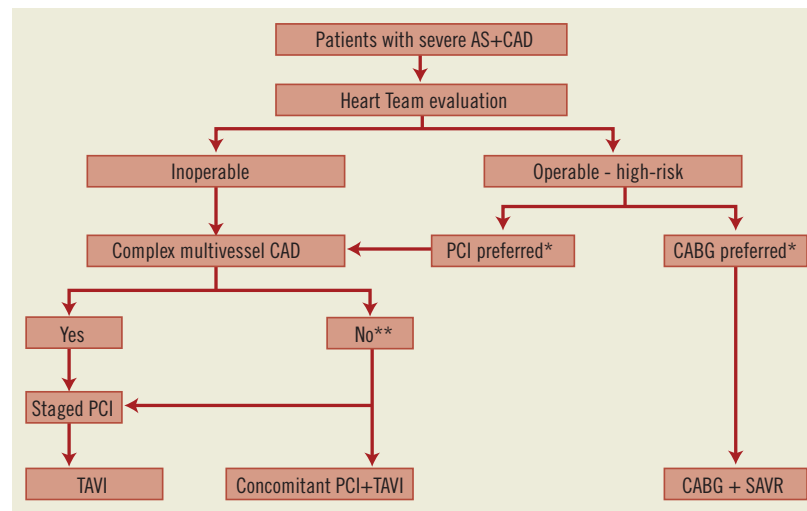 Patients with severe AS+CAD
Heart Team evaluation
Inoperable
Operable - high-risk
Complex multivessel CAD
PCI preferred*
CABG preferred*
Yes
No**
Staged PCI
TAVI
Concomitant PCI+TAVI
CABG + SAVR